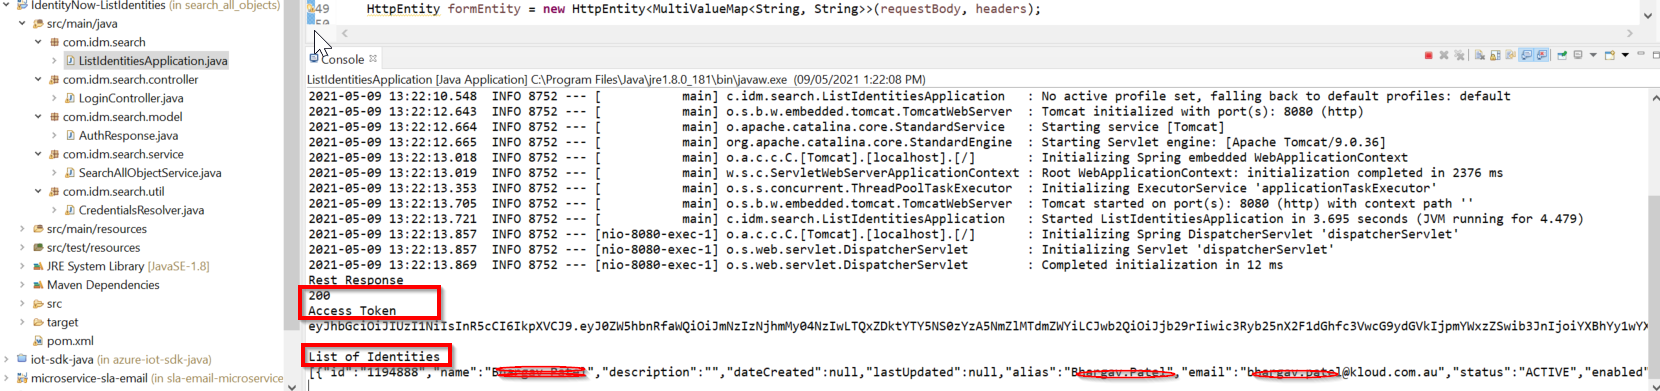 IdentityNow-ListIdentities (in search_all_objects)
src/main/java
com.idm.search
ListIdentitiesApplication.java
com.idm.search.controller
LoginController.java
com.idm.search.model
AuthResponse.java
com.idm.search.service
SearchAllObjectService.java
com.idm.search.util
CredentialsResolver.java
src/main/resources
src/test/resources
JRE System Library [JavaSE-1.8]
Maven Dependencies
src
target
pom.xml
iot-sdk-java (in azure-iot-sdk-java)
microservice-sla-email (in sla-email-microservice
49 HttpEntity formEntity = new HttpEntity<MultiValueMap<String, String>>(requestBody, headers);
50
Console
ListIdentitiesApplication [Java Application] C:\Program Files\Java\jre1.8.0_181\bin\javaw.exe (09/05/2021 1:22:08 PM)
2021-05-09 13:22:10.548 INFO 8752 --- [ main] c.idm.search.ListIdentitiesApplication : No active profile set, falling back to default profiles: default
2021-05-09 13:22:12.643 INFO 8752 --- [ main] o.s.b.w.embedded.tomcat.TomcatWebServer : Tomcat initialized with port(s): 8080 (http)
2021-05-09 13:22:12.664 INFO 8752 --- [ main] o.apache.catalina.core.StandardService : Starting service [Tomcat]
2021-05-09 13:22:12.665 INFO 8752 --- [ main] org.apache.catalina.core.StandardEngine : Starting Servlet engine: [Apache Tomcat/9.0.36]
2021-05-09 13:22:13.018 INFO 8752 --- [ main] o.a.c.c.C.[Tomcat].[localhost].[/] : Initializing Spring embedded WebApplicationContext
2021-05-09 13:22:13.019 INFO 8752 --- [ main] w.s.c.ServletWebServerApplicationContext : Root WebApplicationContext: initialization completed in 2376 ms
2021-05-09 13:22:13.353 INFO 8752 --- [ main] o.s.s.concurrent.ThreadPoolTaskExecutor : Initializing ExecutorService 'applicationTaskExecutor'
2021-05-09 13:22:13.705 INFO 8752 --- [ main] o.s.b.w.embedded.tomcat.TomcatWebServer : Tomcat started on port(s): 8080 (http) with context path ''
2021-05-09 13:22:13.721 INFO 8752 --- [ main] c.idm.search.ListIdentitiesApplication : Started ListIdentitiesApplication in 3.695 seconds (JVM running for 4.479)
2021-05-09 13:22:13.857 INFO 8752 --- [nio-8080-exec-1] o.a.c.c.C.[Tomcat].[localhost].[/] : Initializing Spring DispatcherServlet 'dispatcherServlet'
2021-05-09 13:22:13.857 INFO 8752 --- [nio-8080-exec-1] o.s.web.servlet.DispatcherServlet : Initializing Servlet 'dispatcherServlet'
2021-05-09 13:22:13.869 INFO 8752 --- [nio-8080-exec-1] o.s.web.servlet.DispatcherServlet : Completed initialization in 12 ms
Rest Response
200
Access Token
List of Identities
[{"id":"1194888","name":" ","description":"","dateCreated":null,"lastUpdated":null,"alias":" ","email":" @kloud.com.au","status":"ACTIVE","enabled"